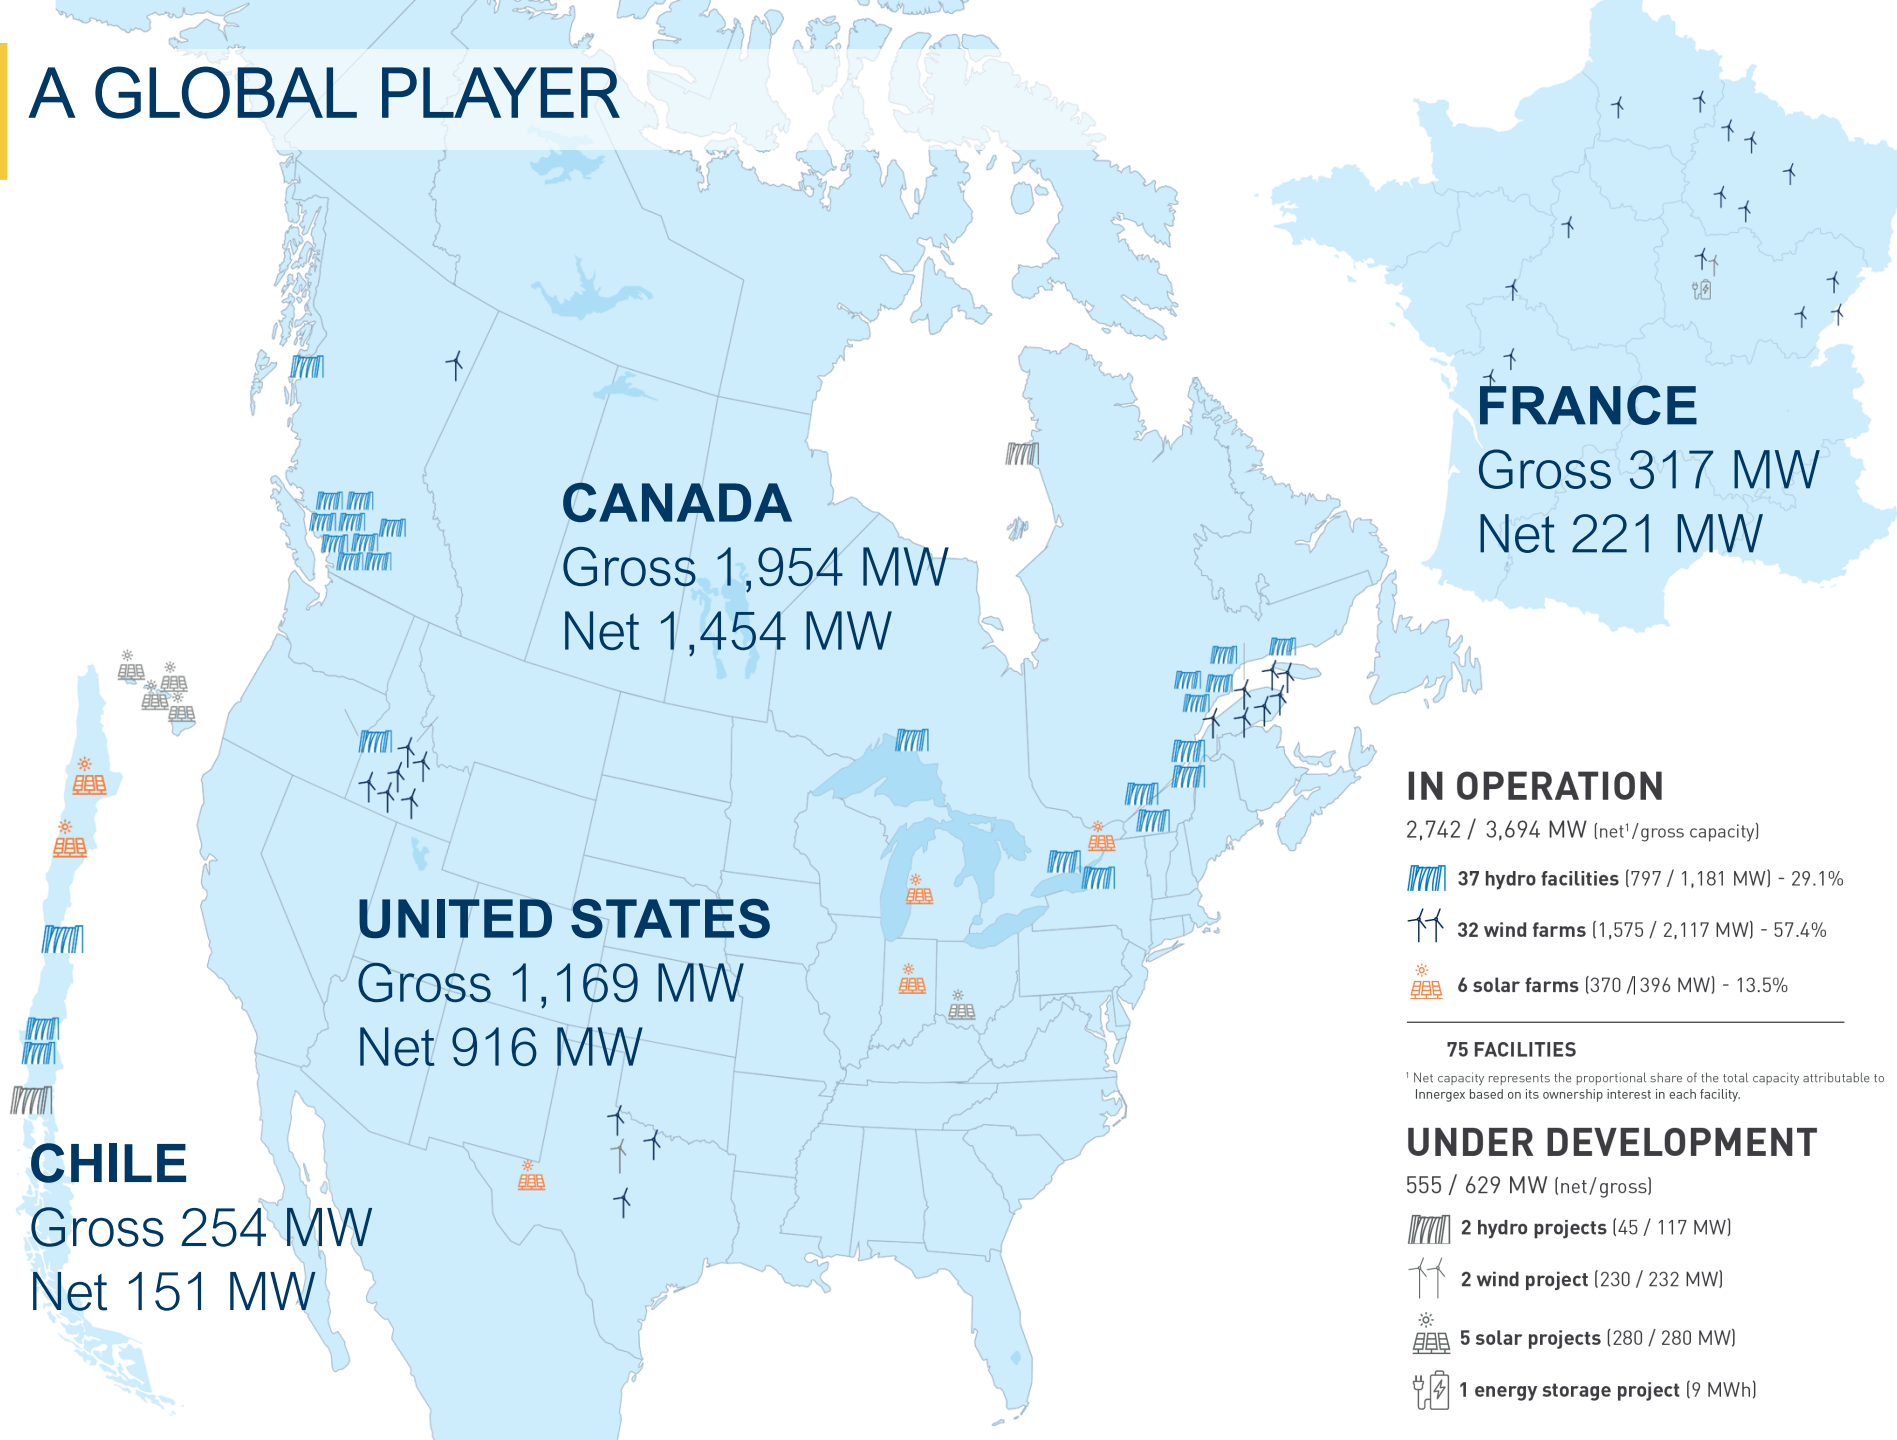 A GLOBAL PLAYER
FRANCE
Gross 317 MW
Net 221 MW
CANADA
Gross 1,954 MW
Net 1,454 MW
UNITED STATES
Gross 1,169 MW
Net 916 MW
CHILE
Gross 254 MW
Net 151 MW
IN OPERATION
2,742 / 3,694 MW (net¹/gross capacity)
37 hydro facilities (797 / 1,181 MW) - 29.1%
32 wind farms (1,575 / 2,117 MW) - 57.4%
6 solar farms (370 / 396 MW) - 13.5%
75 FACILITIES
¹ Net capacity represents the proportional share of the total capacity attributable to
Innergex based on its ownership interest in each facility.
UNDER DEVELOPMENT
555 / 629 MW (net/gross)
2 hydro projects (45 / 117 MW)
2 wind project (230 / 232 MW)
5 solar projects (280 / 280 MW)
1 energy storage project (9 MWh)